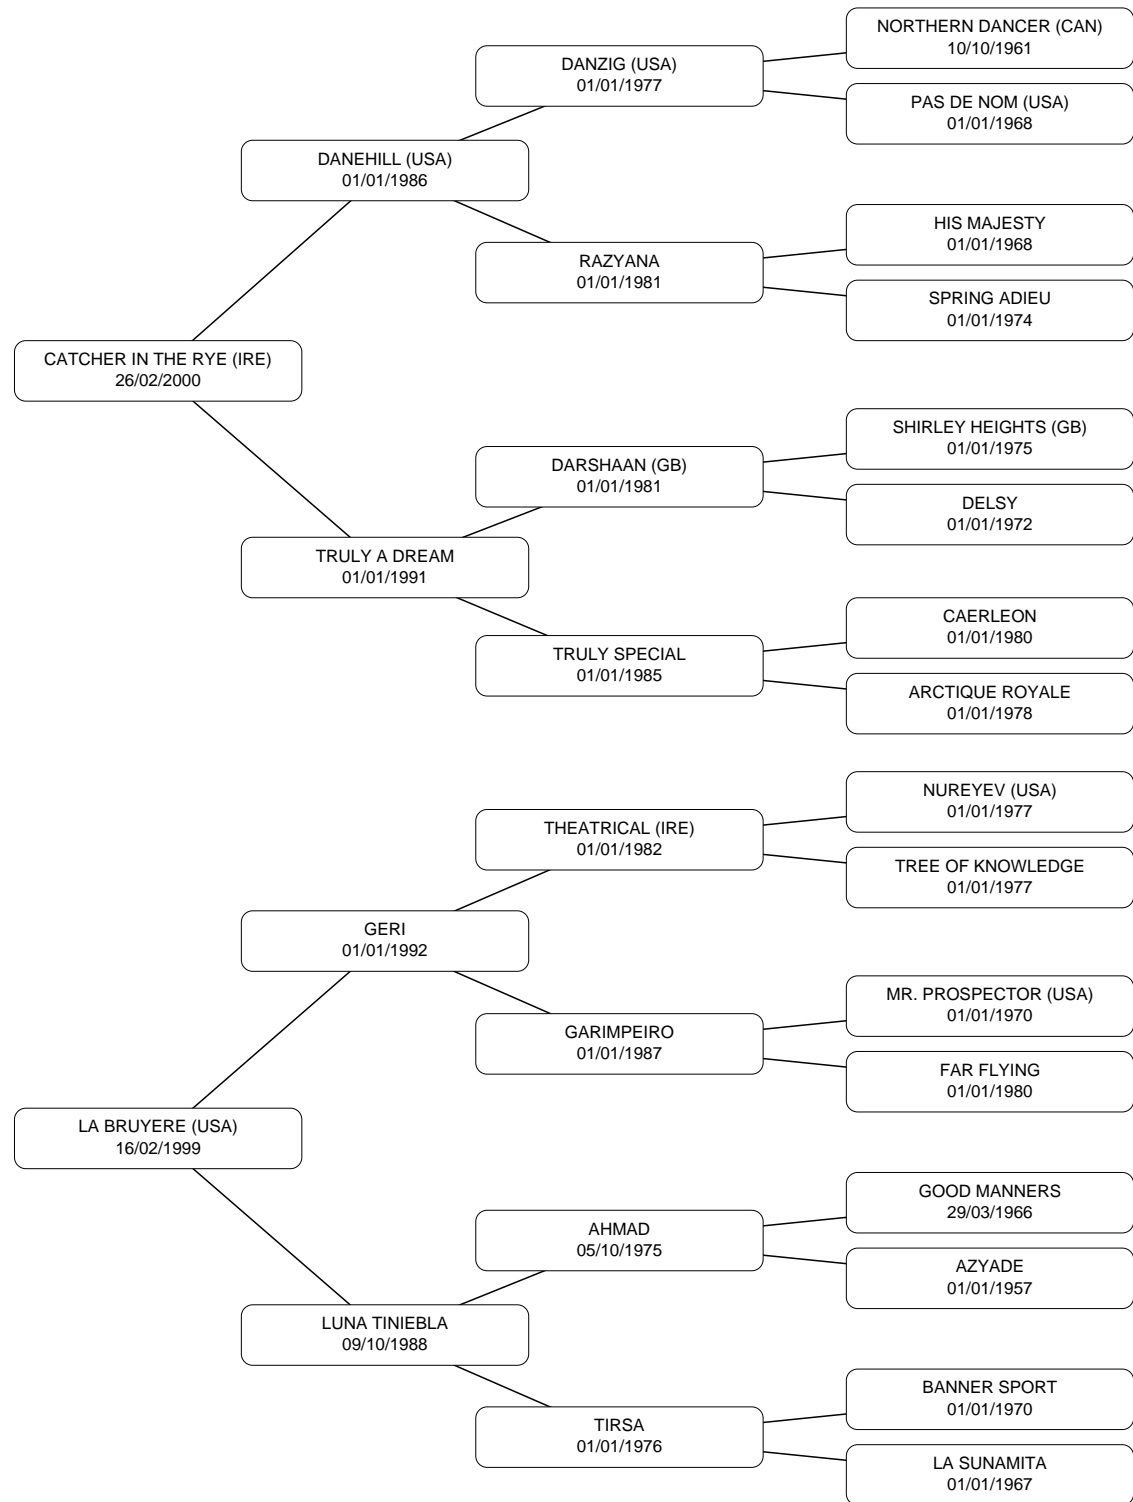 NORTHERN DANCER (CAN)
10/10/1961
DANZIG (USA)
01/01/1977
PAS DE NOM (USA)
01/01/1968
DANEHILL (USA)
01/01/1986
HIS MAJESTY
01/01/1968
RAZYANA
01/01/1981
SPRING ADIEU
01/01/1974
CATCHER IN THE RYE (IRE)
26/02/2000
SHIRLEY HEIGHTS (GB)
01/01/1975
DARSHAAN (GB)
01/01/1981
DELSY
01/01/1972
TRULY A DREAM
01/01/1991
CAERLEON
01/01/1980
TRULY SPECIAL
01/01/1985
ARCTIQUE ROYALE
01/01/1978
NUREYEV (USA)
01/01/1977
THEATRICAL (IRE)
01/01/1982
TREE OF KNOWLEDGE
01/01/1977
GERI
01/01/1992
MR. PROSPECTOR (USA)
01/01/1970
GARIMPEIRO
01/01/1987
FAR FLYING
01/01/1980
LA BRUYERE (USA)
16/02/1999
GOOD MANNERS
29/03/1966
AHMAD
05/10/1975
AZYADE
01/01/1957
LUNA TINIEBLA
09/10/1988
BANNER SPORT
01/01/1970
TIRSA
01/01/1976
LA SUNAMITA
01/01/1967